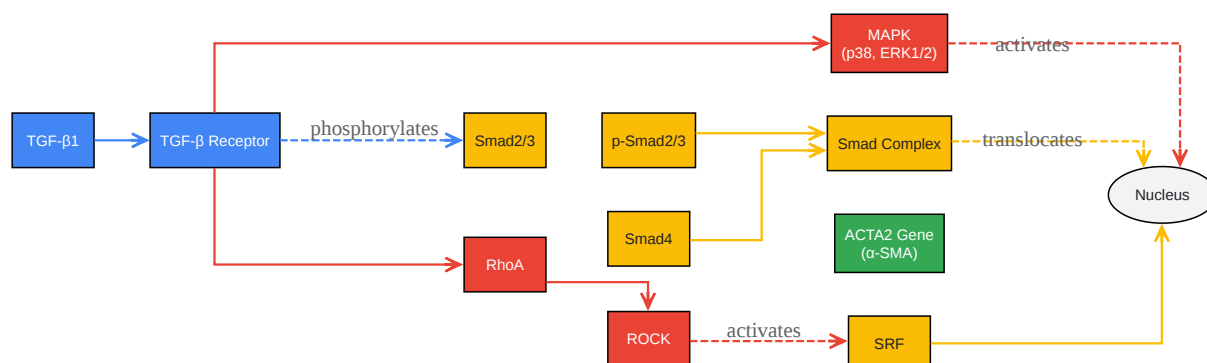 MAPK
(p38, ERK1/2)
activates
TGF-β1
TGF-β Receptor
phosphorylates
Smad2/3
p-Smad2/3
Smad Complex
translocates
Nucleus
Smad4
ACTA2 Gene
(α-SMA)
RhoA
ROCK
activates
SRF